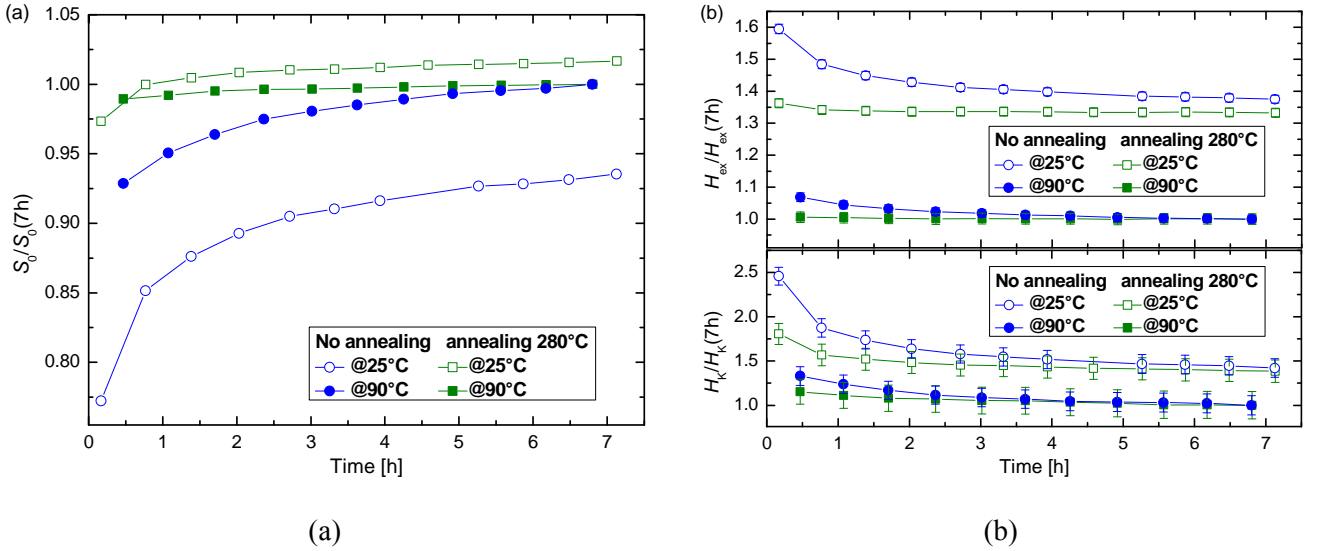 (a)
1.05
1.00
0.95
0.90
0.85
0.80
S0/S0(7h)
No annealing annealing 280°C
@25°C @25°C
@90°C @90°C
0 1 2 3 4 5 6 7
Time [h]
(a)
(b)
1.6
1.5
1.4
1.3
1.2
1.1
1.0
Hex/Hex(7h)
No annealing annealing 280°C
@25°C @25°C
@90°C @90°C
2.5
2.0
1.5
1.0
HK/HK(7h)
No annealing annealing 280°C
@25°C @25°C
@90°C @90°C
0 1 2 3 4 5 6 7
Time [h]
(b)